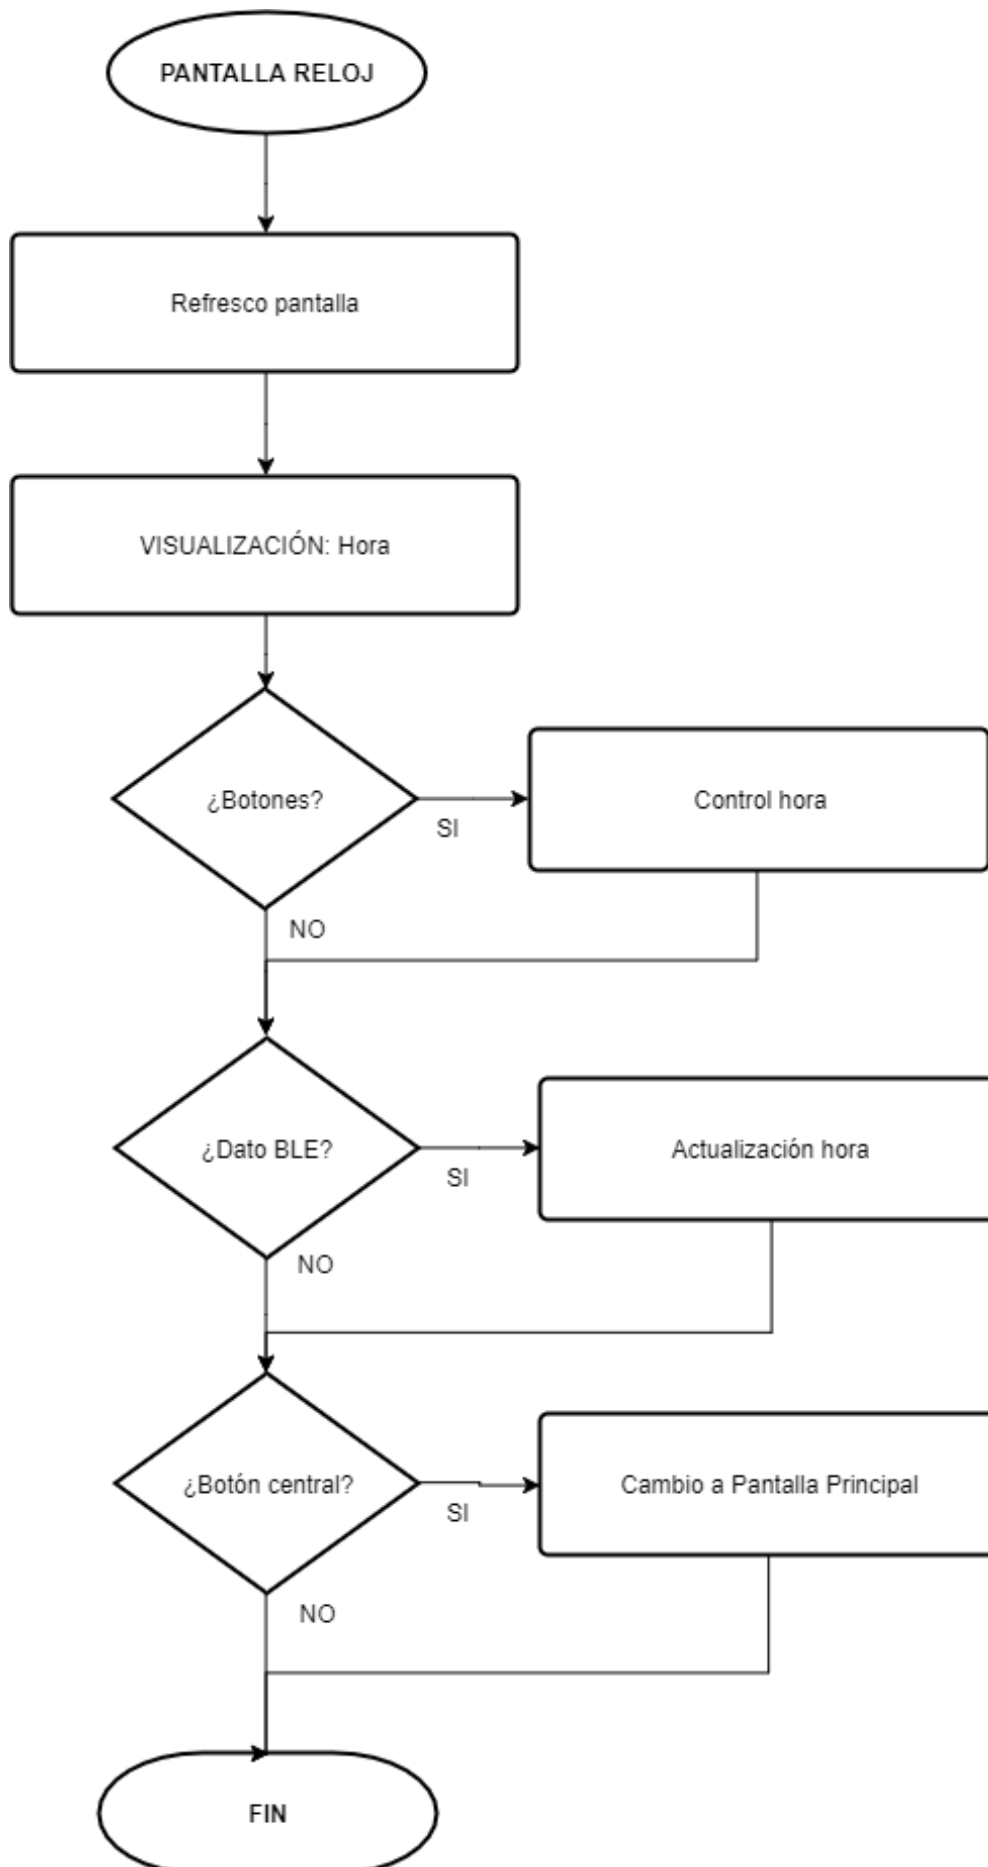 PANTALLA RELOJ
Refresco pantalla
VISUALIZACIÓN: Hora
¿Botones?
SI
Control hora
NO
¿Dato BLE?
SI
Actualización hora
NO
¿Botón central?
SI
Cambio a Pantalla Principal
NO
FIN